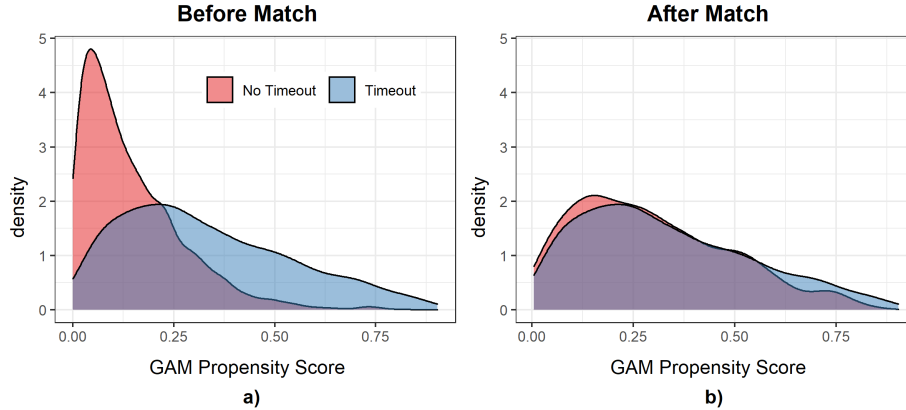 Before Match
5
4
3
2
1
0
density
No Timeout
Timeout
0.00
0.25
0.50
0.75
GAM Propensity Score
a)
After Match
5
4
3
2
1
0
density
0.00
0.25
0.50
0.75
GAM Propensity Score
b)